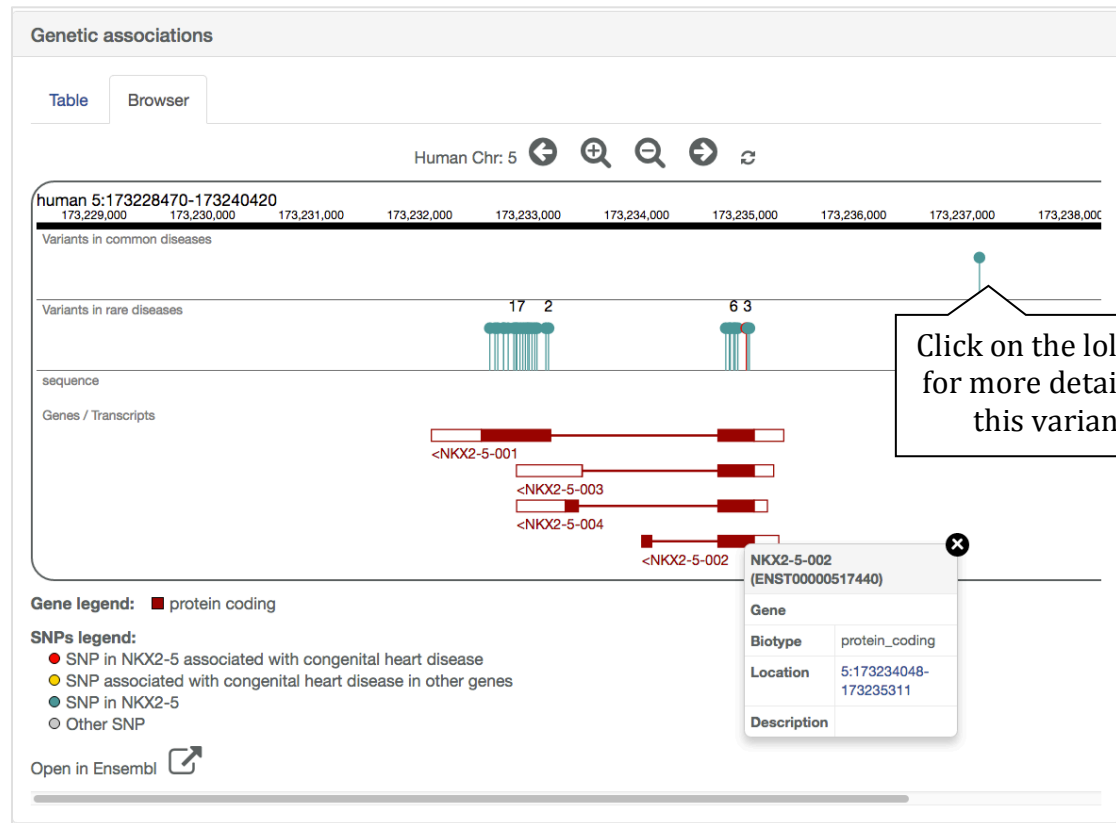 Genetic associations
Table Browser
Human Chr: 5
human 5:173228470-173240420
173,229,000 173,230,000 173,231,000 173,232,000 173,233,000 173,234,000 173,235,000 173,236,000 173,237,000 173,238,000
Variants in common diseases
Variants in rare diseases
17 2 6 3
Click on the lol
for more detai
this varian
sequence
Genes / Transcripts
<NKX2-5-001
<NKX2-5-003
<NKX2-5-004
<NKX2-5-002
NKX2-5-002
(ENST00000517440)
Gene
Biotype protein_coding
Location 5:173234048-
173235311
Description
Gene legend: protein coding
SNPs legend:
SNP in NKX2-5 associated with congenital heart disease
SNP associated with congenital heart disease in other genes
SNP in NKX2-5
Other SNP
Open in Ensembl